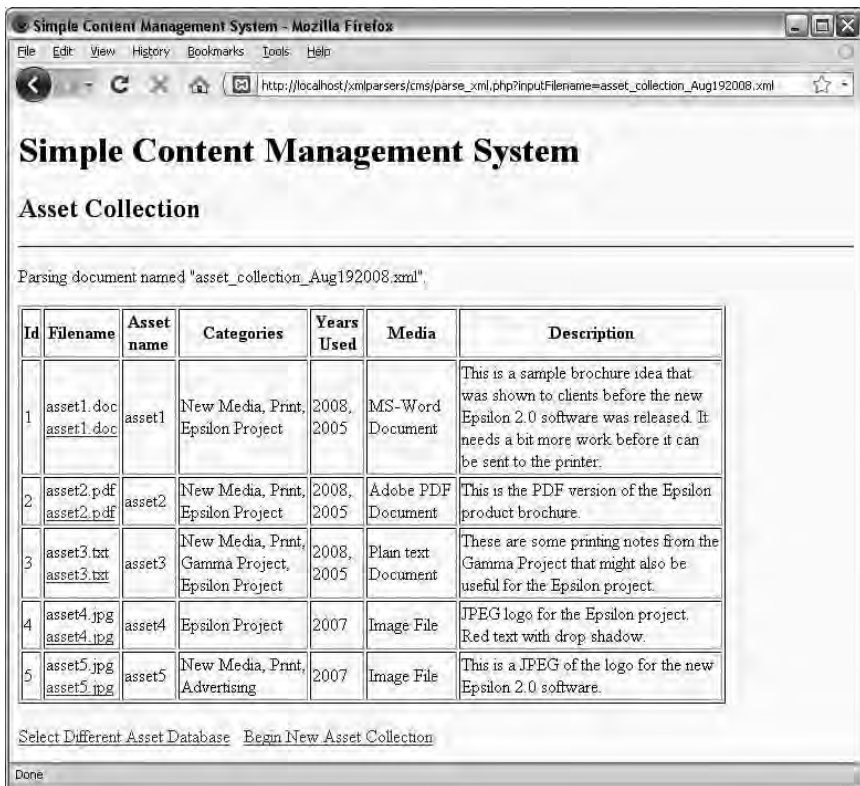 Simple Content Management System - Mozilla Firefox
File Edit View History Bookmarks Tools Help
http://localhost/xmlparsers/cms/parse_xml.php?inputFilename=asset_collection_Aug192008.xml
Simple Content Management System
Asset Collection
Parsing document named "asset_collection_Aug192008.xml".
Id Filename Asset name Categories Years Used Media Description
1 asset1.doc asset1.doc asset1 New Media, Print, Epsilon Project 2008, 2005 MS-Word Document This is a sample brochure idea that was shown to clients before the new Epsilon 2.0 software was released. It needs a bit more work before it can be sent to the printer.
2 asset2.pdf asset2.pdf asset2 New Media, Print, Epsilon Project 2008, 2005 Adobe PDF Document This is the PDF version of the Epsilon product brochure.
3 asset3.txt asset3.txt asset3 New Media, Print, Gamma Project, Epsilon Project 2008, 2005 Plain text Document These are some printing notes from the Gamma Project that might also be useful for the Epsilon project.
4 asset4.jpg asset4.jpg asset4 Epsilon Project 2007 Image File JPEG logo for the Epsilon project. Red text with drop shadow.
5 asset5.jpg asset5.jpg asset5 New Media, Print, Advertising 2007 Image File This is a JPEG of the logo for the new Epsilon 2.0 software.
Select Different Asset Database Begin New Asset Collection
Done